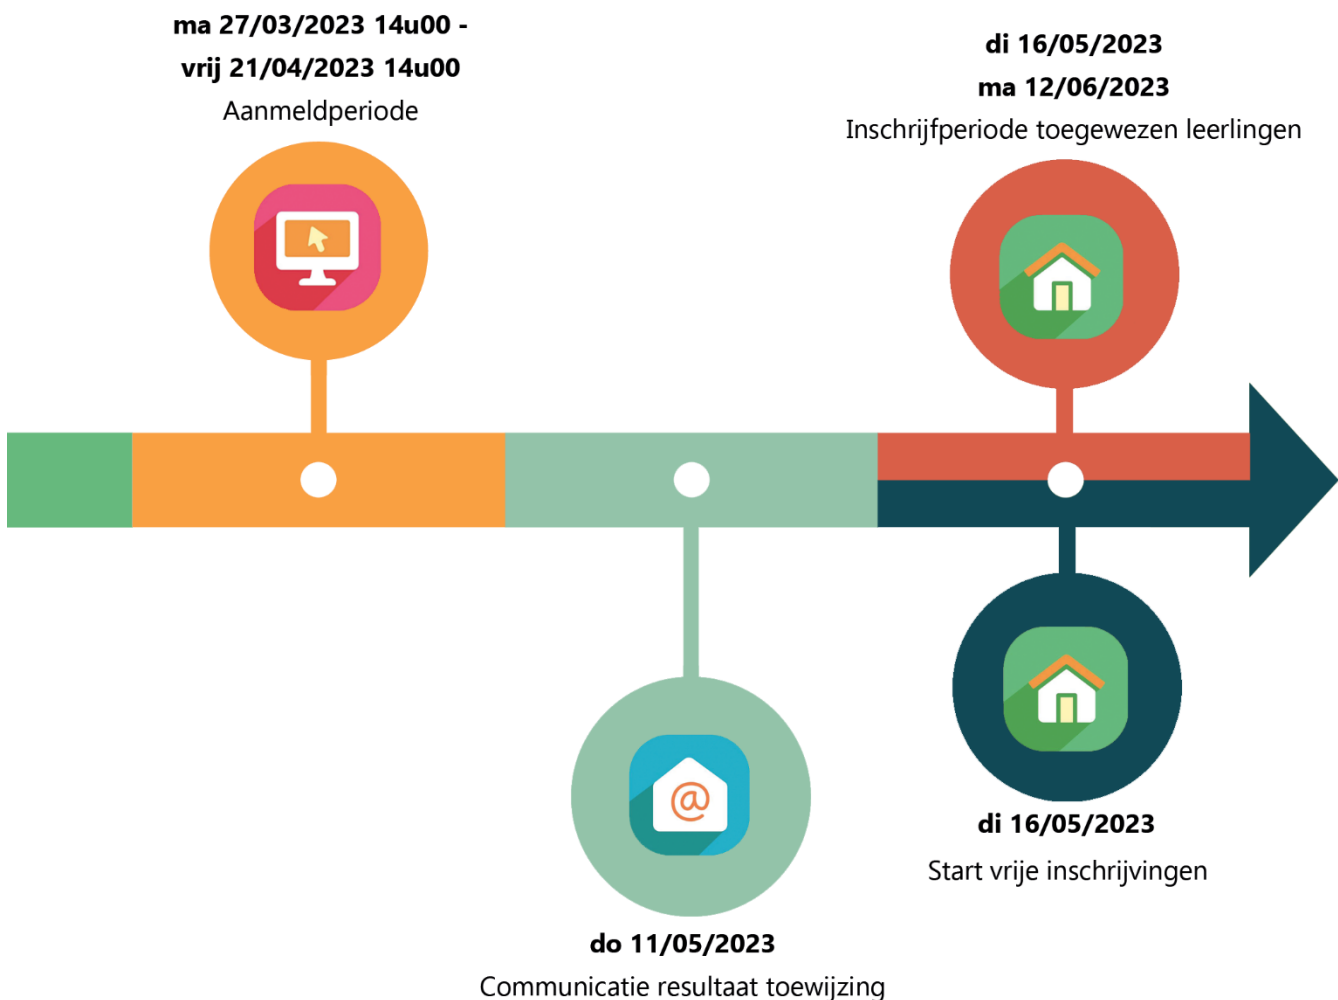 ma 27/03/2023 14u00 -
vrij 21/04/2023 14u00
Aanmeldperiode
di 16/05/2023
ma 12/06/2023
Inschrijfperiode toegewezen leerlingen
@
do 11/05/2023
Communicatie resultaat toewijzing
di 16/05/2023
Start vrije inschrijvingen